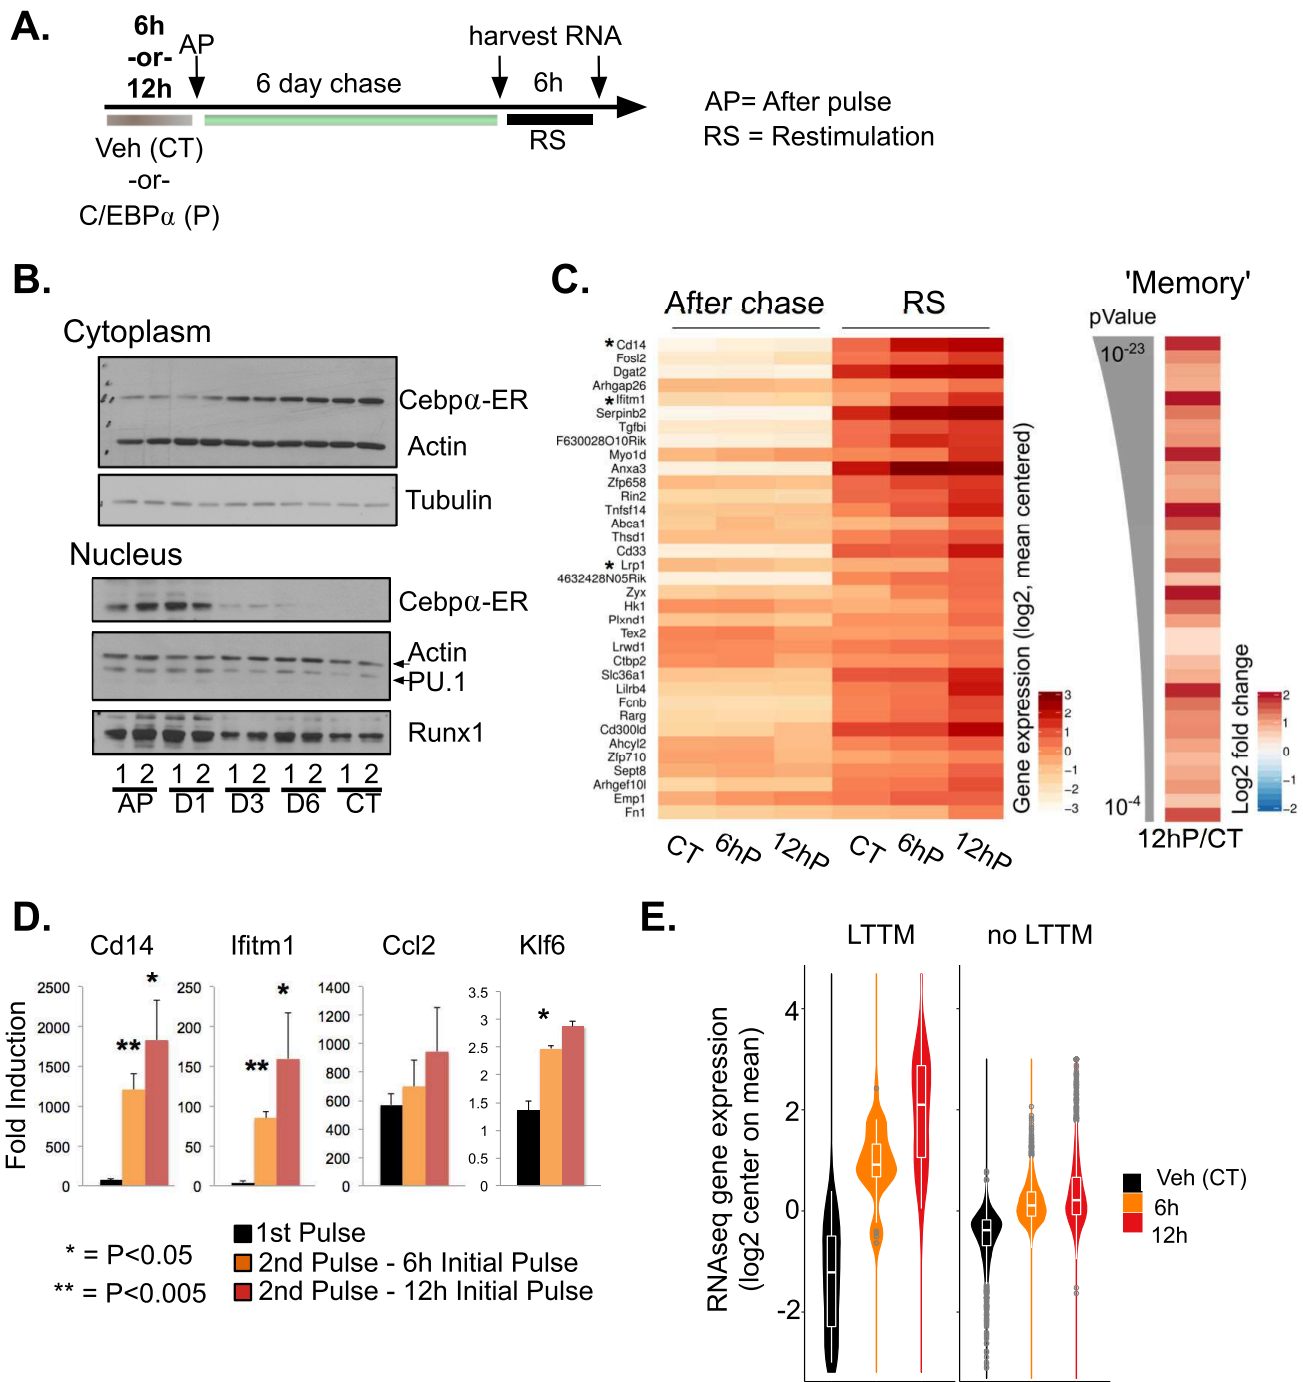 A.
6h
-or-
12h
AP
harvest RNA
6 day chase
6h
Veh (CT)
-or-
C/EBPα (P)
RS
AP= After pulse
RS = Restimulation
B.
Cytoplasm
Cebpα-ER
Actin
Tubulin
Nucleus
Cebpα-ER
Actin
PU.1
Runx1
1 2 1 2 1 2 1 2 1 2
AP D1 D3 D6 CT
C.
After chase RS
'Memory'
pValue
10-23
10-4
* Cd14
Fosl2
Dgat2
Arhgap26
* Ifitm1
Serpinb2
Tgfbi
F630028O10Rik
Myo1d
Anxa3
Zfp658
Rin2
Tnfsf14
Abca1
Thsd1
Cd33
* Lrp1
4632428N05Rik
Zyx
Hk1
Plxnd1
Tex2
Lrwd1
Ctbp2
Slc36a1
Lilrb4
Fcnb
Rarg
Cd300ld
Ahcyl2
Zfp710
Sept8
Arhgef10l
Emp1
Fn1
CT 6hP 12hP CT 6hP 12hP
Gene expression (log2, mean centered)
3
2
1
0
−1
−2
−3
12hP/CT
Log2 fold change
2
1
0
−1
−2
D.
Cd14
Ifitm1
Ccl2
Klf6
Fold Induction
2500
2000
1500
1000
500
0
** *
250
200
150
100
50
0
** *
1400
1200
1000
800
600
400
200
0
3.5
3
2.5
2
1.5
1
0.5
0
*
* = P<0.05
** = P<0.005
1st Pulse
2nd Pulse - 6h Initial Pulse
2nd Pulse - 12h Initial Pulse
E.
LTTM no LTTM
RNAseq gene expression
(log2 center on mean)
4
2
0
-2
Veh (CT)
6h
12h